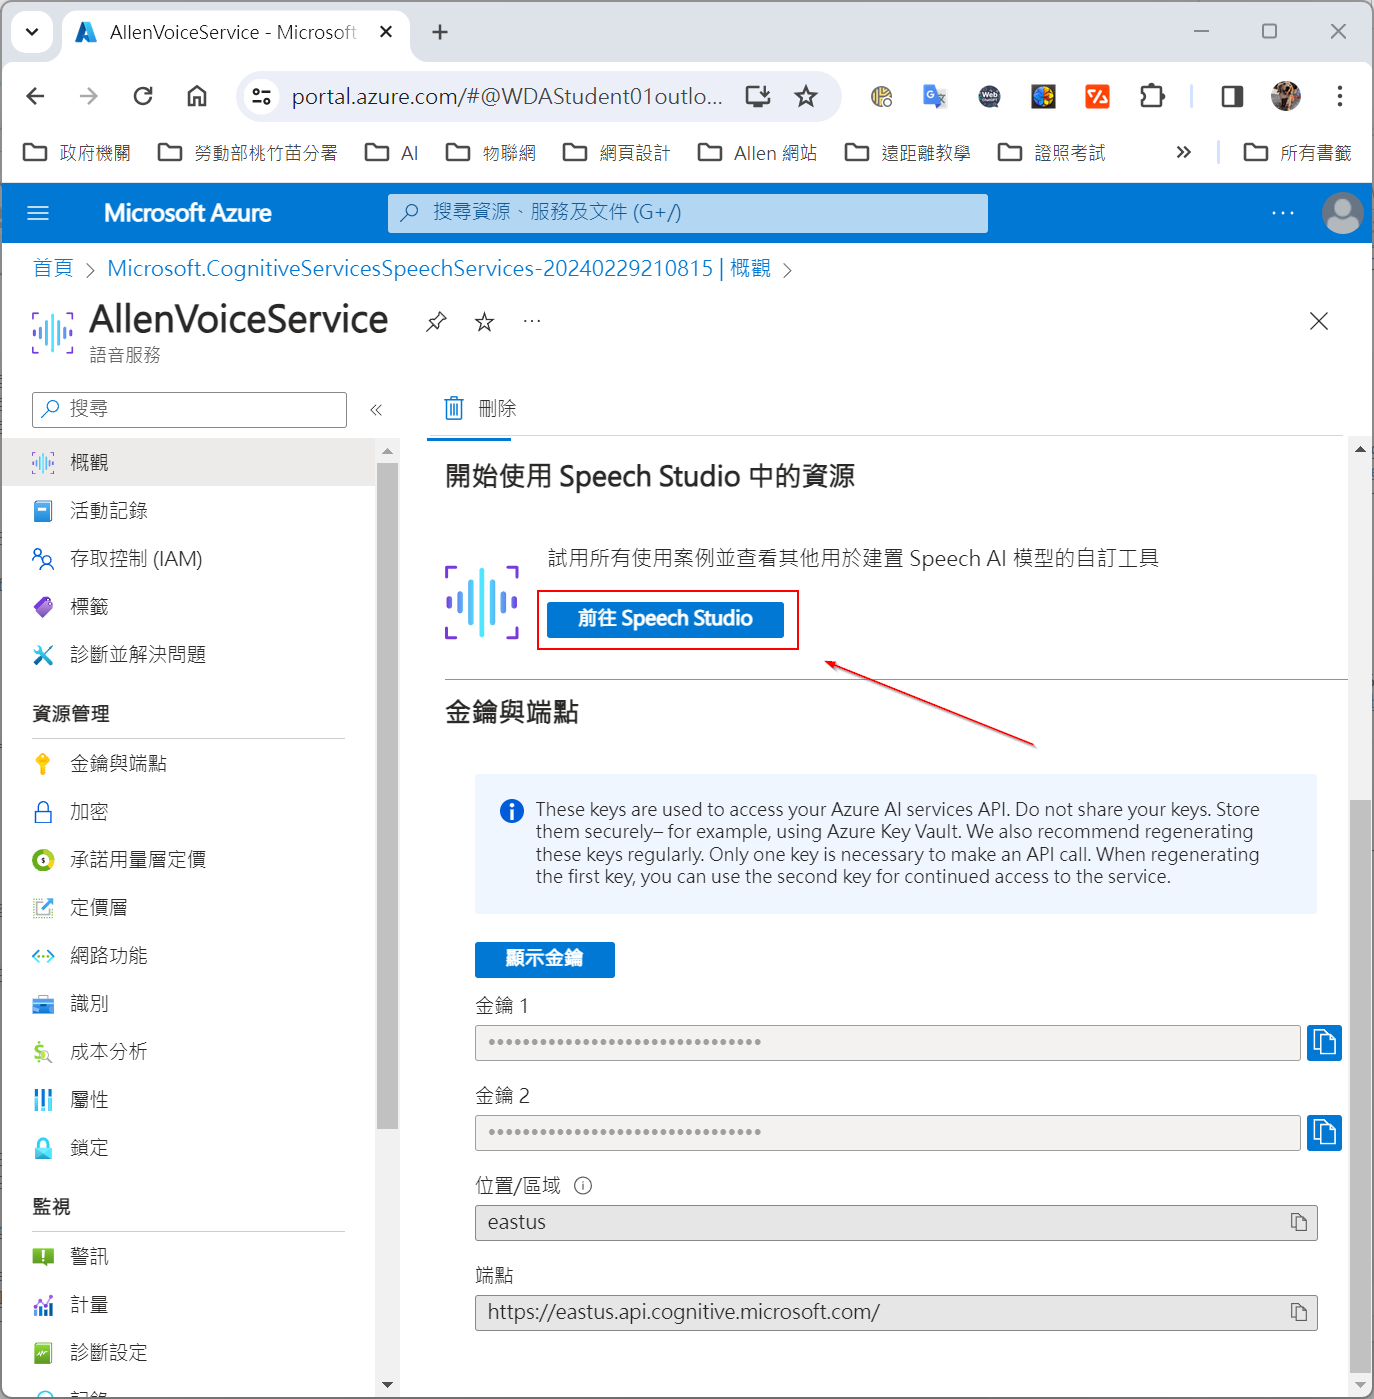 AllenVoiceService - Microsoft
portal.azure.com/#@WDAStudent01outlo...
政府機關
勞動部桃竹苗分署
AI
物聯網
網頁設計
Allen 網站
遠距離教學
證照考試
所有書籤
Microsoft Azure
搜尋資源、服務及文件 (G+/)
首頁 > Microsoft.CognitiveServicesSpeechServices-20240229210815 | 概觀 >
AllenVoiceService
語音服務
搜尋
刪除
概觀
活動記錄
存取控制 (IAM)
標籤
診斷並解決問題
資源管理
金鑰與端點
加密
承諾用量層定價
定價層
網路功能
識別
成本分析
屬性
鎖定
監視
警訊
計量
診斷設定
開始使用 Speech Studio 中的資源
試用所有使用案例並查看其他用於建置 Speech AI 模型的自訂工具
前往 Speech Studio
金鑰與端點
These keys are used to access your Azure AI services API. Do not share your keys. Store
them securely– for example, using Azure Key Vault. We also recommend regenerating
these keys regularly. Only one key is necessary to make an API call. When regenerating
the first key, you can use the second key for continued access to the service.
顯示金鑰
金鑰 1
金鑰 2
位置/區域
eastus
端點
https://eastus.api.cognitive.microsoft.com/